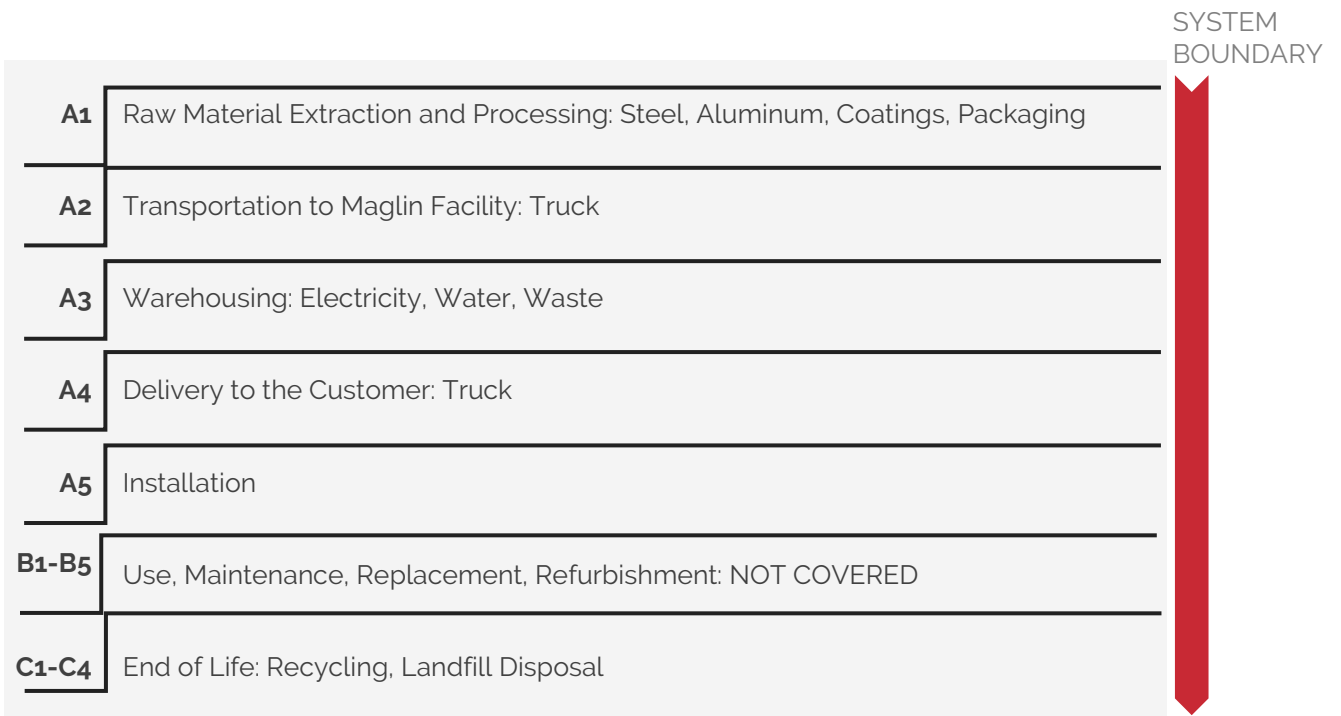 SYSTEM
BOUNDARY
A1 Raw Material Extraction and Processing: Steel, Aluminum, Coatings, Packaging
A2 Transportation to Maglin Facility: Truck
A3 Warehousing: Electricity, Water, Waste
A4 Delivery to the Customer: Truck
A5 Installation
B1-B5 Use, Maintenance, Replacement, Refurbishment: NOT COVERED
C1-C4 End of Life: Recycling, Landfill Disposal